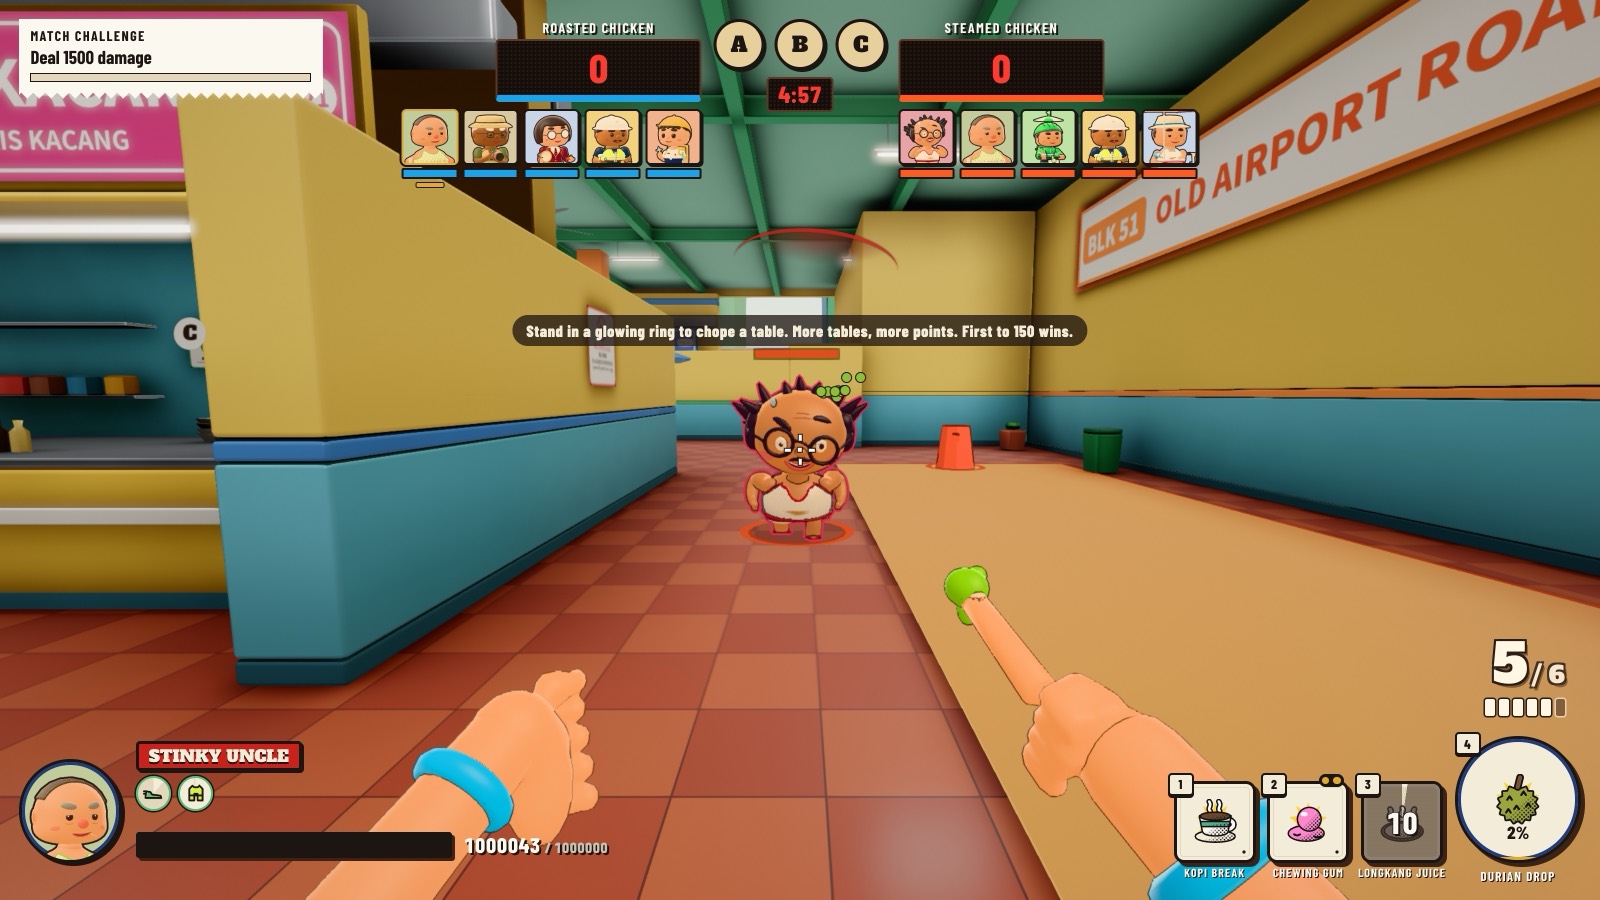 MATCH CHALLENGE
Deal 1500 damage
IS KACANG
ROASTED CHICKEN
0
A
B
C
4:57
STEAMED CHICKEN
0
BLK 51 OLD AIRPORT ROA
C
Stand in a glowing ring to chope a table. More tables, more points. First to 150 wins.
STINKY UNCLE
1000043 / 1000000
5/6
1
KOPI BREAK
2
CHEWING GUM
3
10
LONGKANG JUICE
4
2%
DURIAN DROP